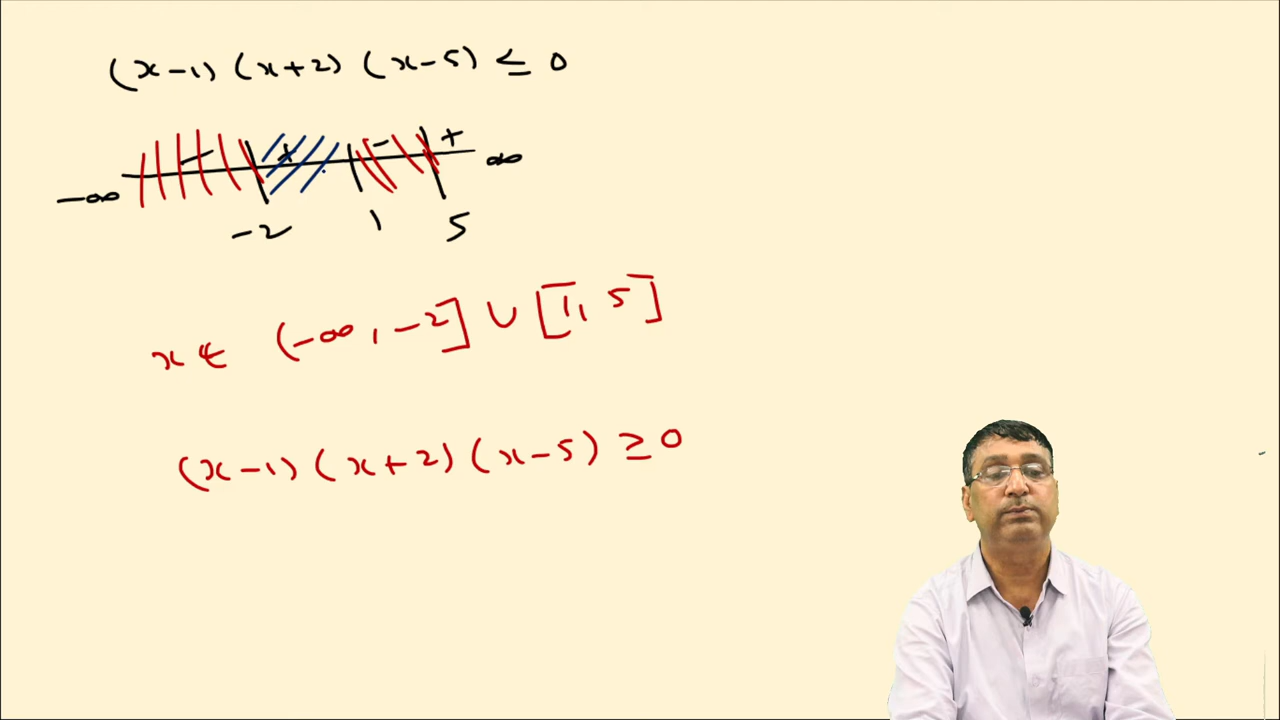 (x-1) (x+2) (x-5) ≤ 0
- + - +
-∞ ∞
-2 1 5
x ∈ (-∞, -2] ∪ [1, 5]
(x-1) (x+2) (x-5) ≥ 0